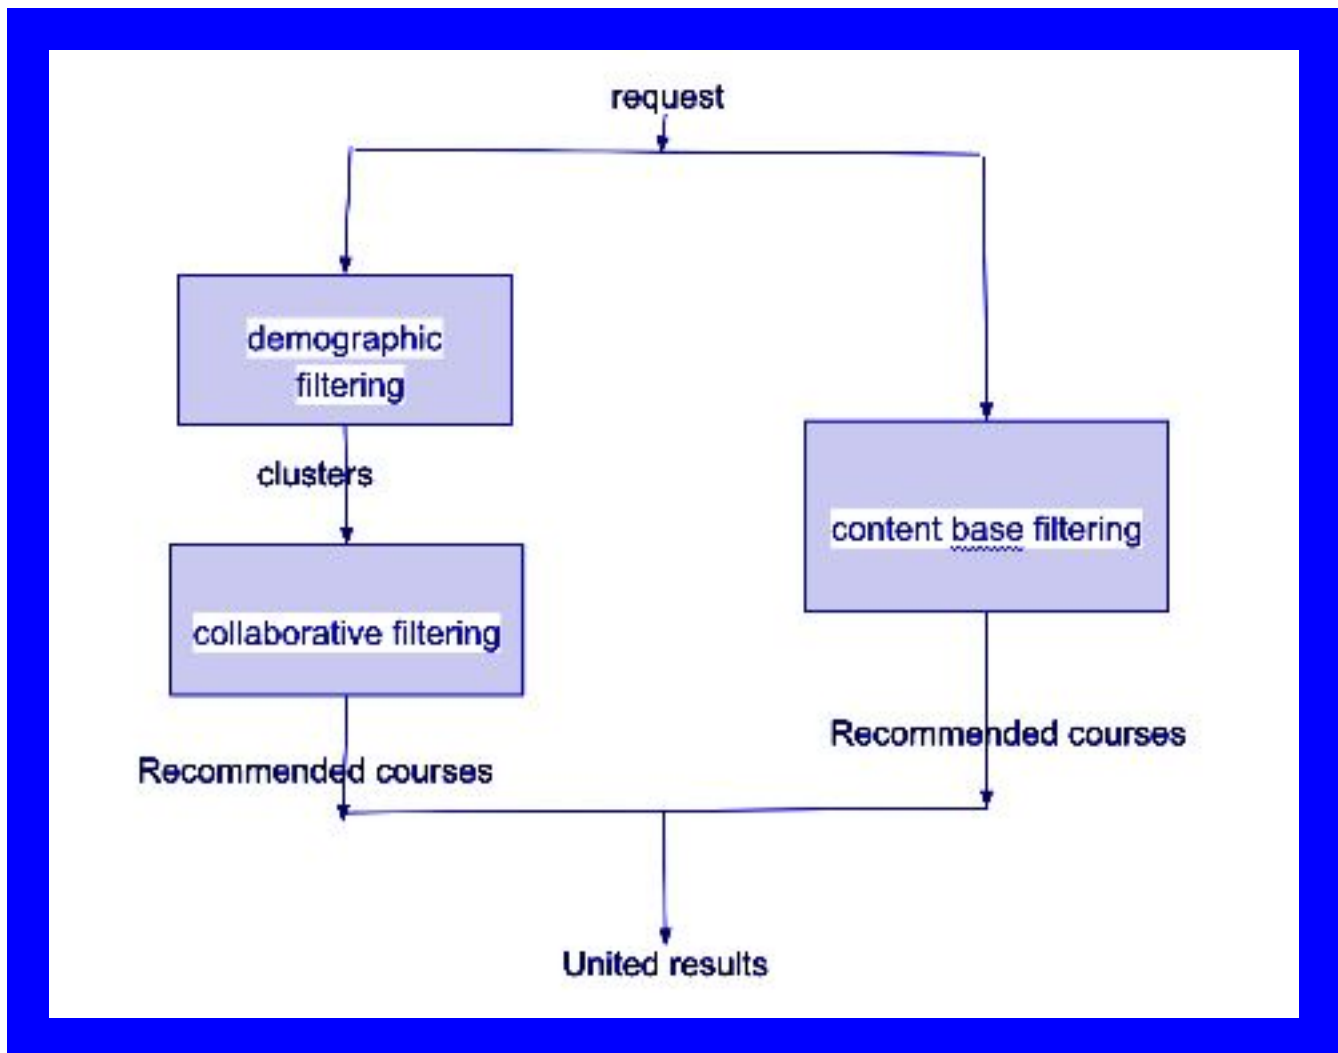 request
demographic
filtering
clusters
content base filtering
collaborative filtering
Recommended courses
Recommended courses
United results